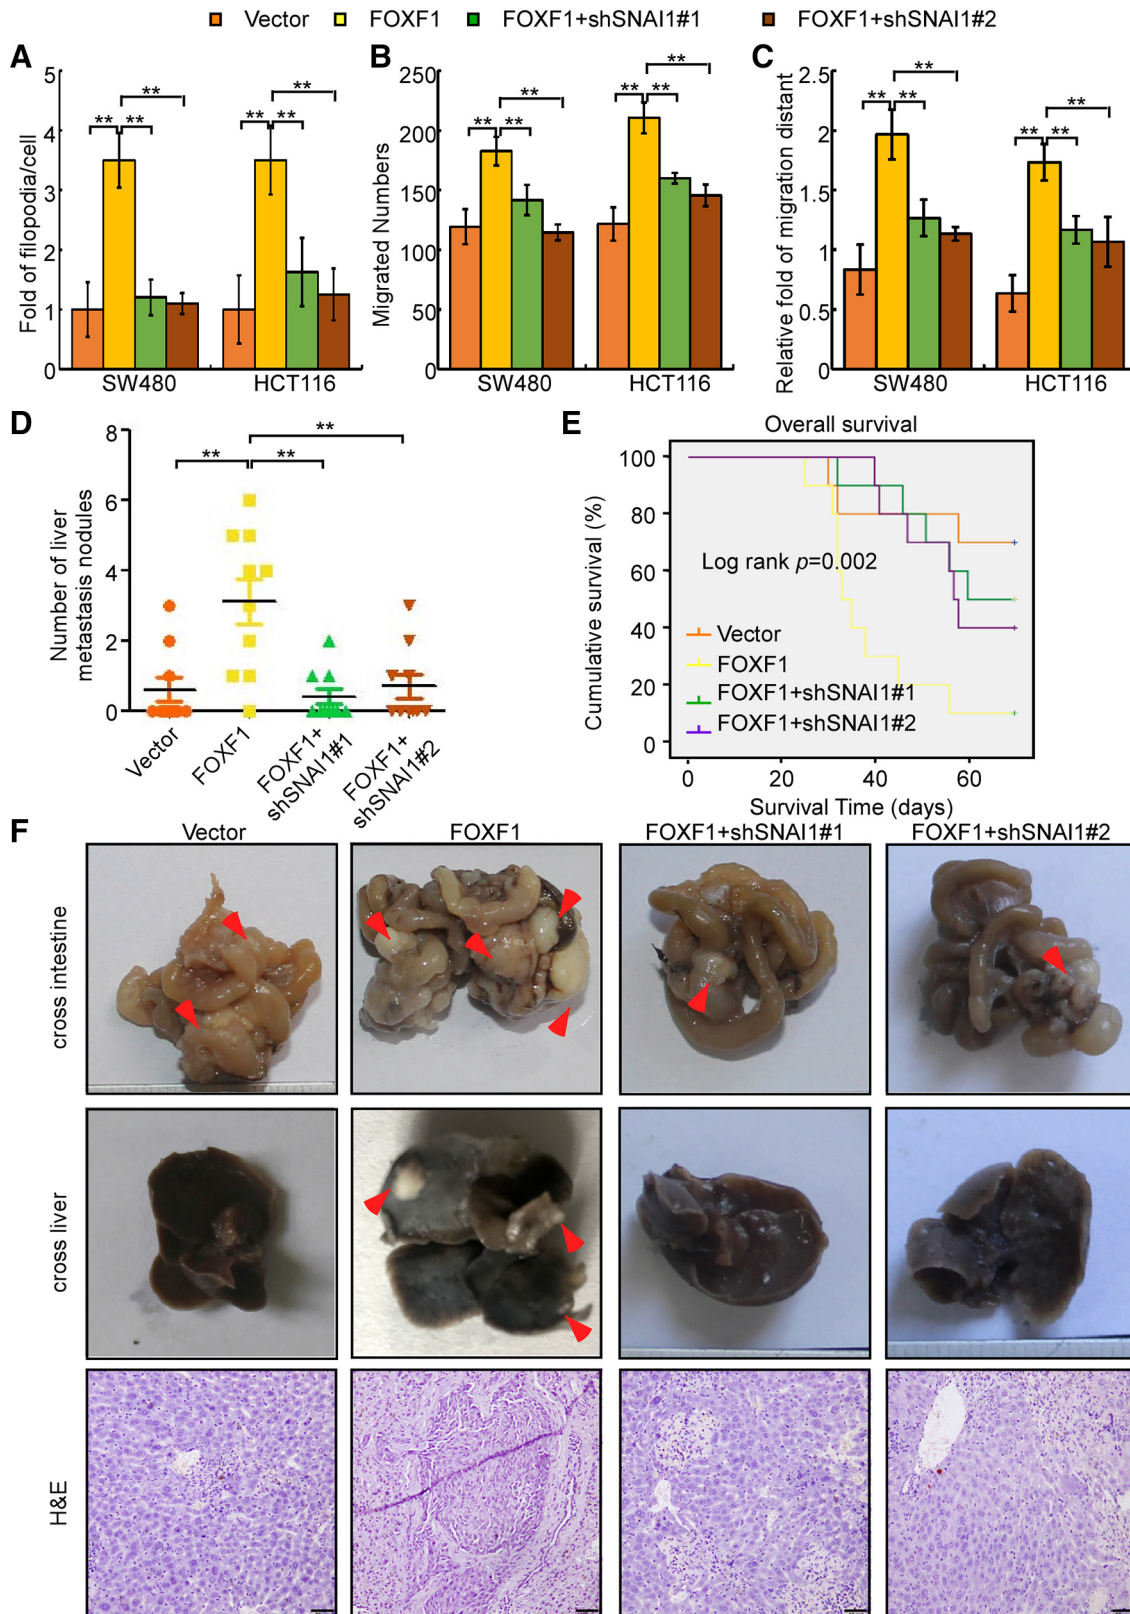 Vector FOXF1 FOXF1+shSNAI1#1 FOXF1+shSNAI1#2
A
5
4
3
2
1
0
Fold of filopodia/cell
** ** **
** ** **
SW480 HCT116
B
250
200
150
100
50
0
Migrated Numbers
** ** **
** ** **
SW480 HCT116
C
2.5
2
1.5
1
0.5
0
Relative fold of migration distant
** ** **
** ** **
SW480 HCT116
D
8
6
4
2
0
Number of liver
metastasis nodules
** ** **
Vector
FOXF1
FOXF1+
shSNAI1#1
FOXF1+
shSNAI1#2
E
Overall survival
100
80
60
40
20
0
Cumulative survival (%)
Log rank p=0.002
Vector
FOXF1
FOXF1+shSNAI1#1
FOXF1+shSNAI1#2
0 20 40 60
Survival Time (days)
F
Vector FOXF1 FOXF1+shSNAI1#1 FOXF1+shSNAI1#2
cross intestine
cross liver
H&E